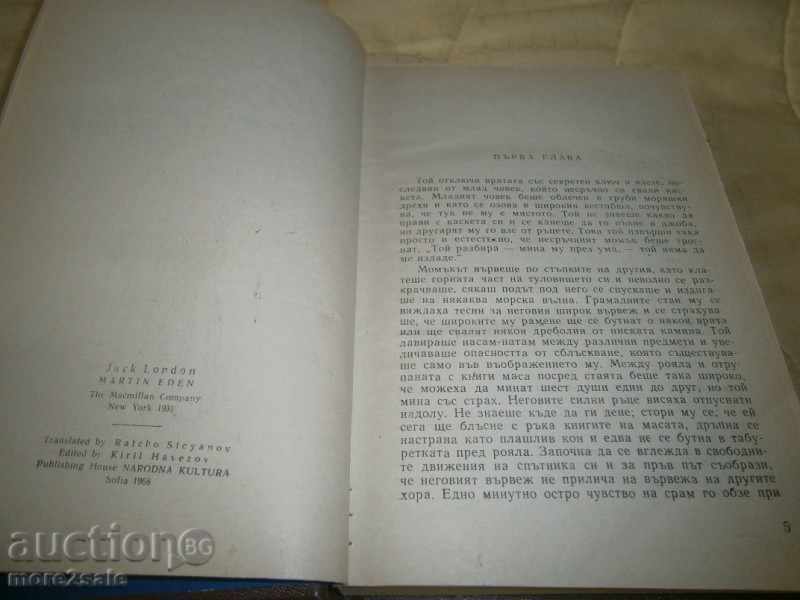 Jack London
MARTIN EDEN
The Macmillan Company
New York 1931
Translated by Ratcho Stoyanov
Edited by Kiril Havezov
Publishing House NARODNA KULTURA
Sofia 1968
ПЪРВА ГЛАВА
Той отключи вратата със секретен ключ и влезе, по-
следван от млад човек, който несръчно си свали кас-
кета. Младият човек беше облечен в груби моряшки
дрехи и като се озова в широкия вестибюл, почувствува,
че тук не му е мястото. Той не знаеше какво да
прави с каскета си и се канеше да го пъхне в джоба,
но другарят му го взе от ръцете. Това той извърши така
просто и естествено, че несръчният момък беше трог-
нат. „Той разбира — мина му през ума, — той няма да
ме издаде."
Момъкът вървеше по стъпките на другия, като кла-
теше горната част на туловището си и неволно се раз-
крачваше, сякаш подът под него се спускаше и издига-
ше на някаква морска вълна. Грамадните стаи му се
виждаха тесни за неговия широк вървеж и се страхува-
ше, че широките му рамене ще се бутнат о някоя врата
или ще съборят някоя дреболия от ниската камина. Той
лавираше насам-натам между различни предмети и уве-
личаваше опасността от сблъскване, която съществува-
ше само във въображението му. Между рояла и отру-
паната с книги маса посред стаята беше така широко,
че можеха да минат шест души един до друг, но той
мина със страх. Неговите силни ръце висяха отпуснати
надолу. Не знаеше къде да ги дене; стори му се, че ей
сега ще блъсне с ръка книгите на масата, дръпна се
настрана като плашлив кон и едва не се бутна в табу-
ретката пред рояла. Започна да се вглежда в свободни-
те движения на спътника си и за пръв път съобрази,
че неговият вървеж не прилича на вървежа на другите
хора. Едно минутно остро чувство на срам го обзе при
5
auction BG
more2sale